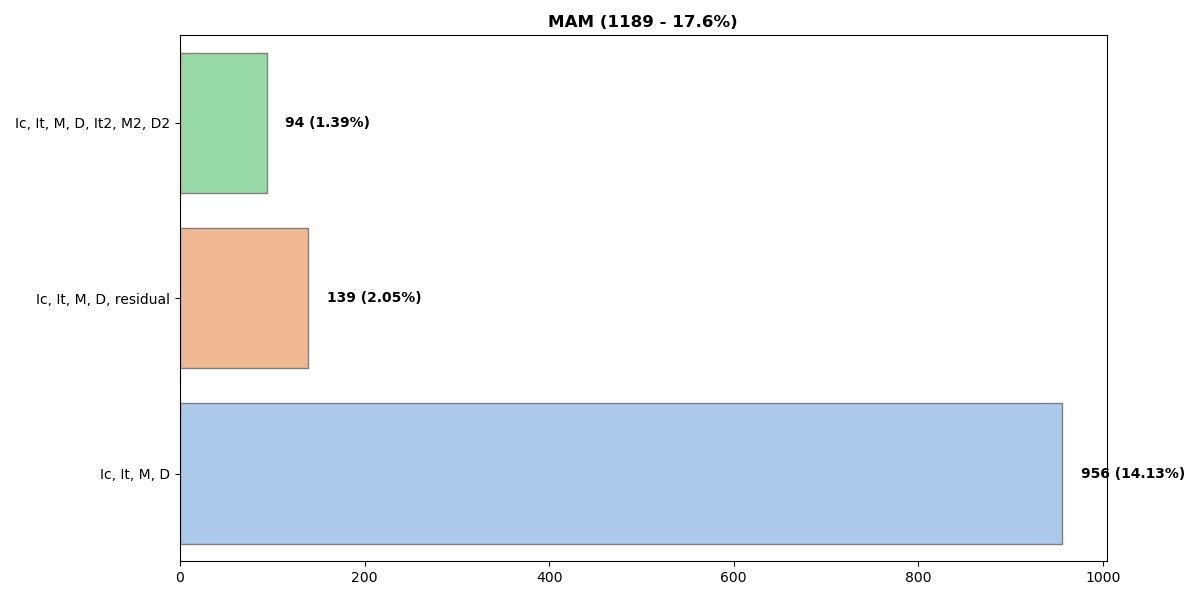 MAM (1189 - 17.6%)
Ic, It, M, D, It2, M2, D2
94 (1.39%)
Ic, It, M, D, residual
139 (2.05%)
Ic, It, M, D
956 (14.13%)
0 200 400 600 800 1000